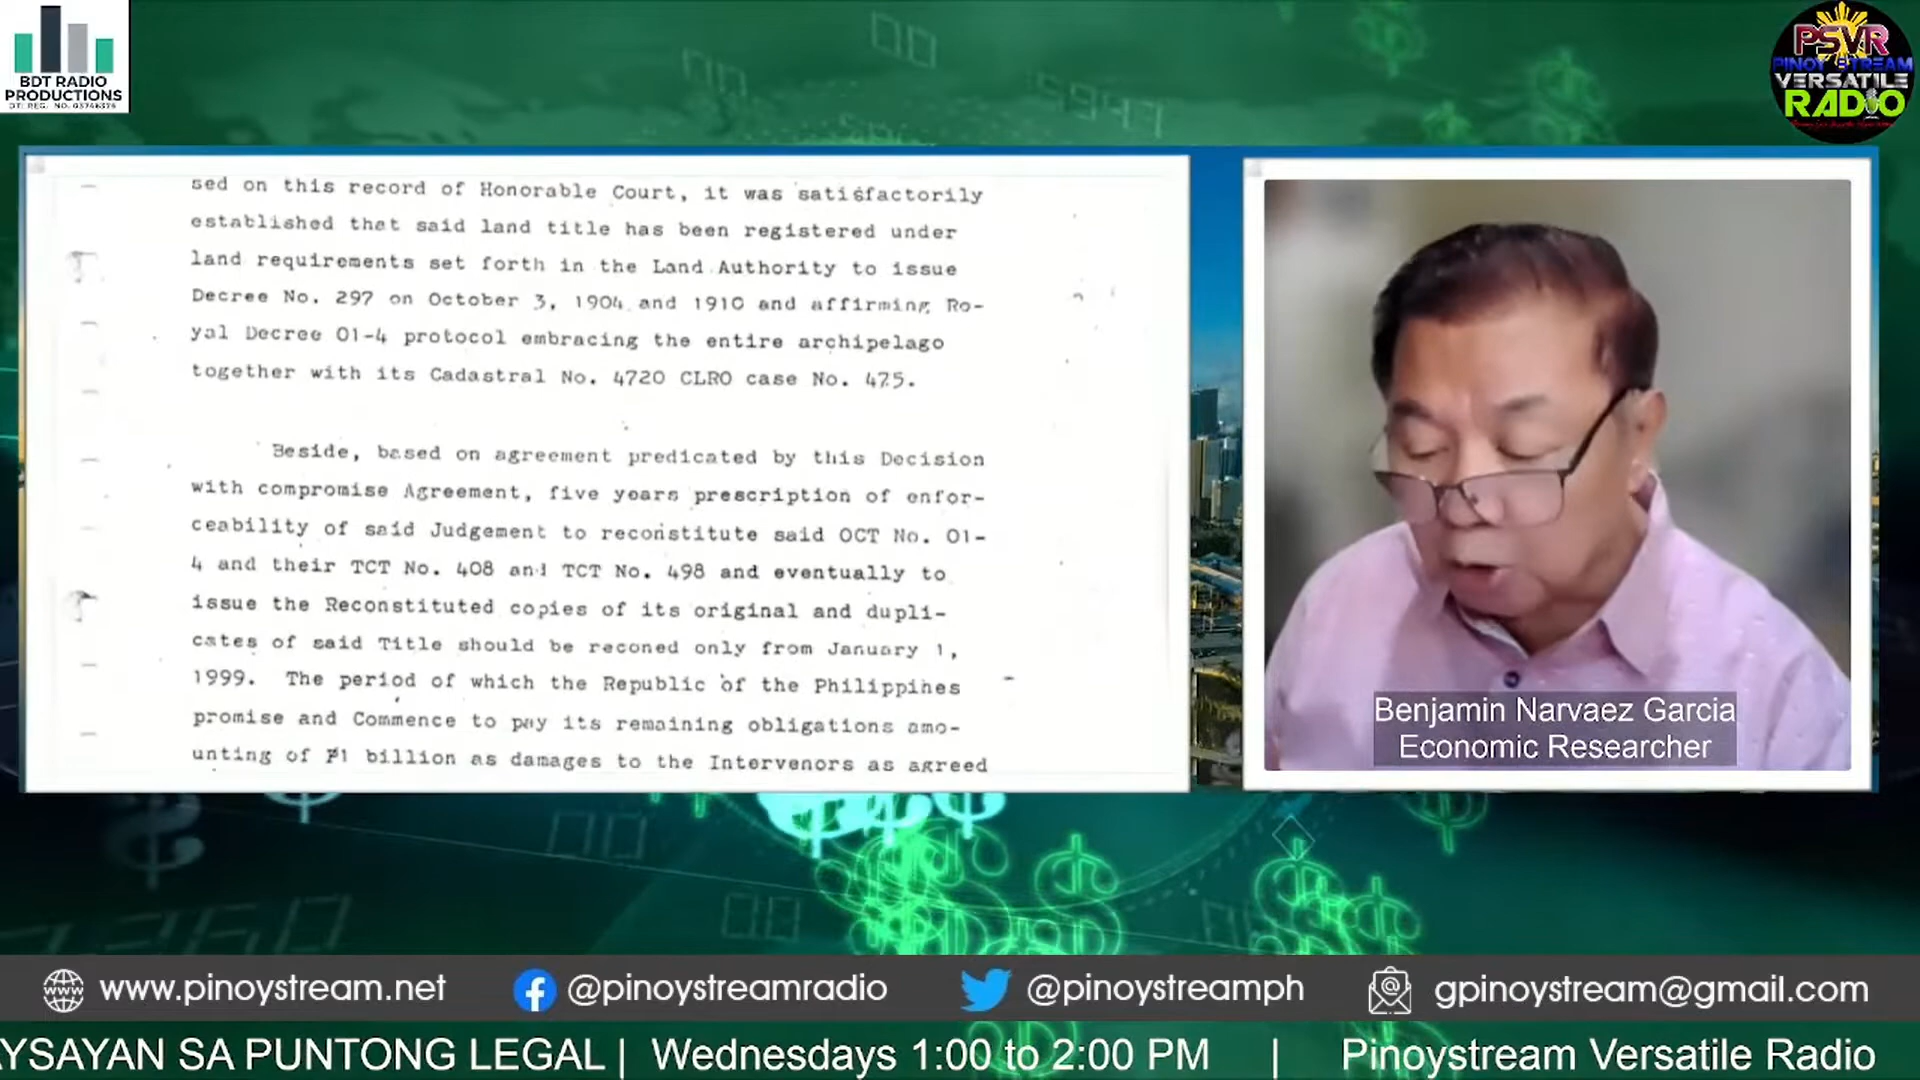 BDT RADIO
PRODUCTIONS
PSVR
PINOY STREAM
VERSATILE
RADIO
sed on this record of Honorable Court, it was satisfactorily
established that said land title has been registered under
land requirements set forth in the Land Authority to issue
Decree No. 297 on October 3, 1904 and 1910 and affirming Ro-
yal Decree 01-4 protocol embracing the entire archipelago
together with its Cadastral No. 4720 CLRO case No. 475.
Beside, based on agreement predicated by this Decision
with compromise Agreement, five years prescription of enfor-
ceability of said Judgement to reconstitute said OCT No. 01-
4 and their TCT No. 408 and TCT No. 498 and eventually to
issue the Reconstituted copies of its original and dupli-
cates of said Title should be reconed only from January 1,
1999. The period of which the Republic of the Philippines
promise and Commence to pay its remaining obligations amo-
unting of ₱1 billion as damages to the Intervenors as agreed
Benjamin Narvaez Garcia
Economic Researcher
www.pinoystream.net @pinoystreamradio @pinoystreamph gpinoystream@gmail.com
AYSAYAN SA PUNTONG LEGAL | Wednesdays 1:00 to 2:00 PM | Pinoystream Versatile Radio